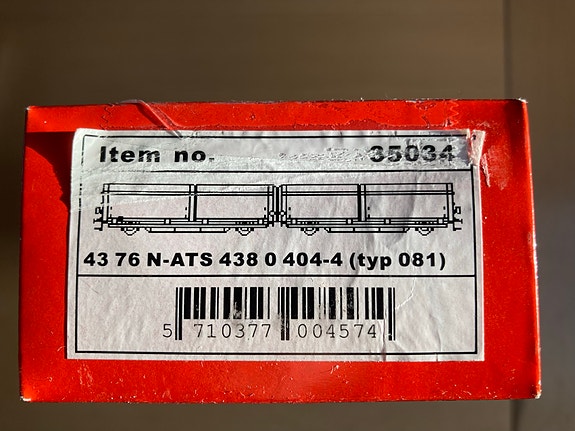 Item no. 35034
43 76 N-ATS 438 0 404-4 (typ 081)
5 710377 004574